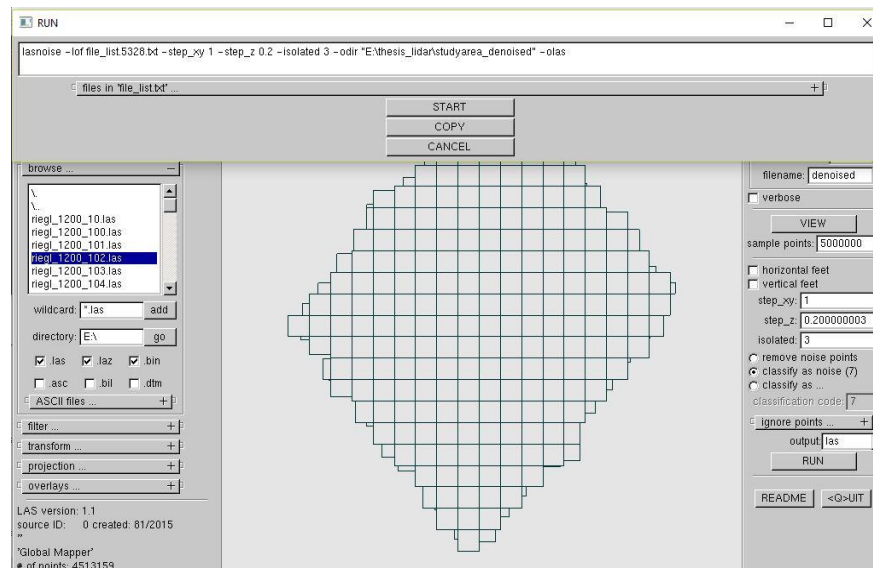 RUN
lasnoise -lof file_list.5328.txt -step_xy 1 -step_z 0.2 -isolated 3 -odir "E:\thesis_lidar\studyarea_denoised" -olas
files in 'file_list.txt' ...
START
COPY
CANCEL
browse ...
\.
\..
riegl_1200_10.las
riegl_1200_100.las
riegl_1200_101.las
riegl_1200_102.las
riegl_1200_103.las
riegl_1200_104.las
wildcard: *.las add
directory: E:\ go
.las .laz .bin
.asc .bil .dtm
ASCII files ...
filter ...
transform ...
projection ...
overlays ...
LAS version: 1.1
source ID: 0 created: 81/2015
"
'Global Mapper'
# of points: 4513159
filename: denoised
verbose
VIEW
sample points: 5000000
horizontal feet
vertical feet
step_xy: 1
step_z: 0.200000003
isolated: 3
remove noise points
classify as noise (7)
classify as ...
classification code: 7
ignore points ...
output: las
RUN
README <Q>UIT